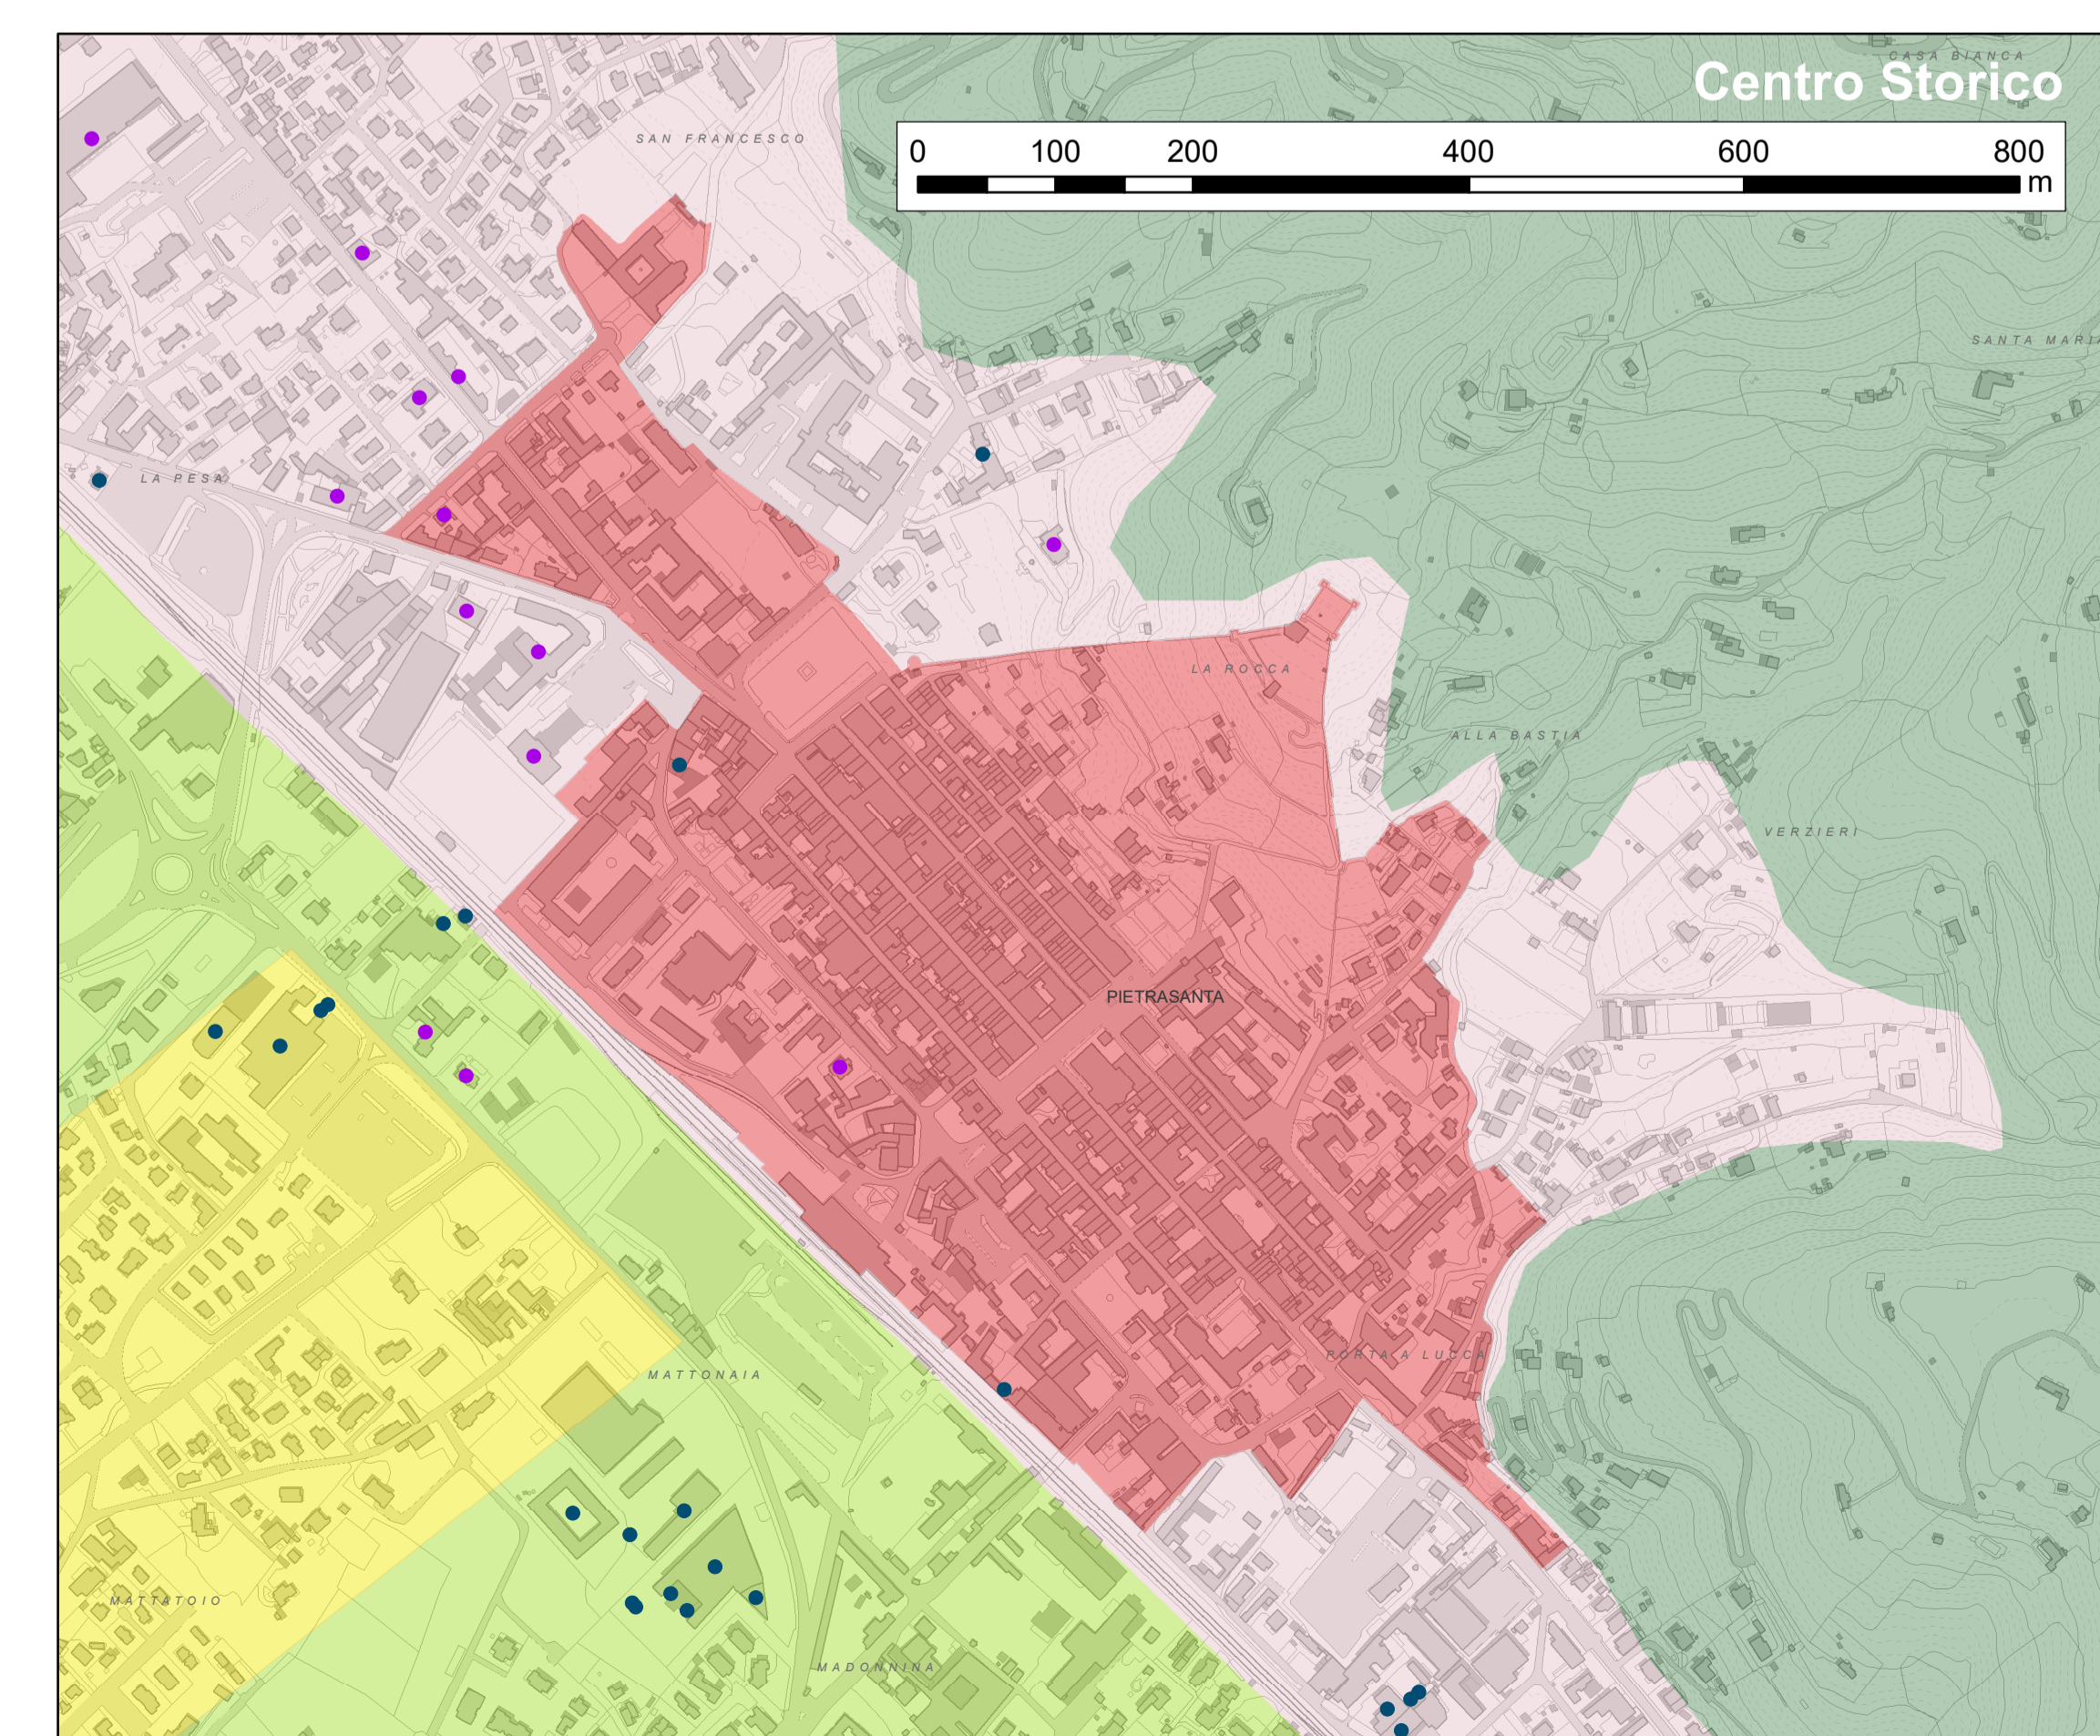 CASA BIANCA
Centro Storico
SAN FRANCESCO
0 100 200 400 600 800
m
SANTA MARIA
LA PESA
LA ROCCA
ALLA BASTIA
VERZIERI
PIETRASANTA
PORTA A LUCCA
MATTONAIA
MATTATOIO
MADONNINA